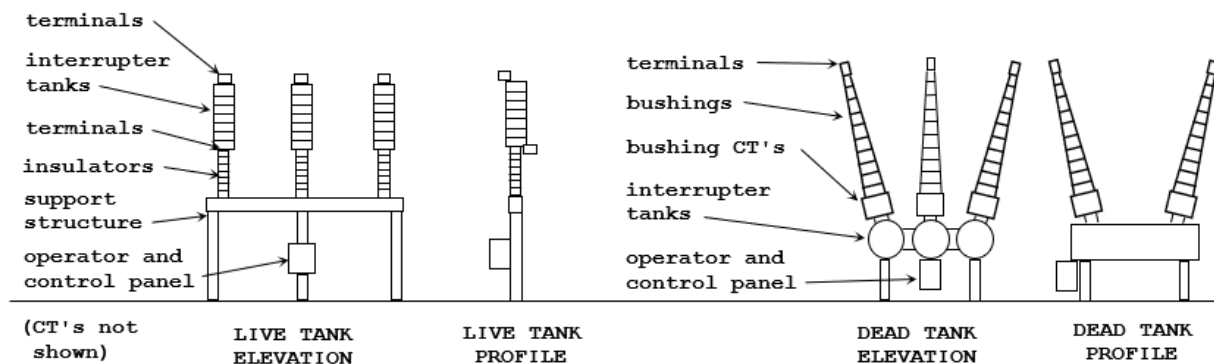 terminals
interrupter
tanks
terminals
insulators
support
structure
operator and
control panel
(CT's not
shown)
LIVE TANK
ELEVATION
LIVE TANK
PROFILE
terminals
bushings
bushing CT's
interrupter
tanks
operator and
control panel
DEAD TANK
ELEVATION
DEAD TANK
PROFILE